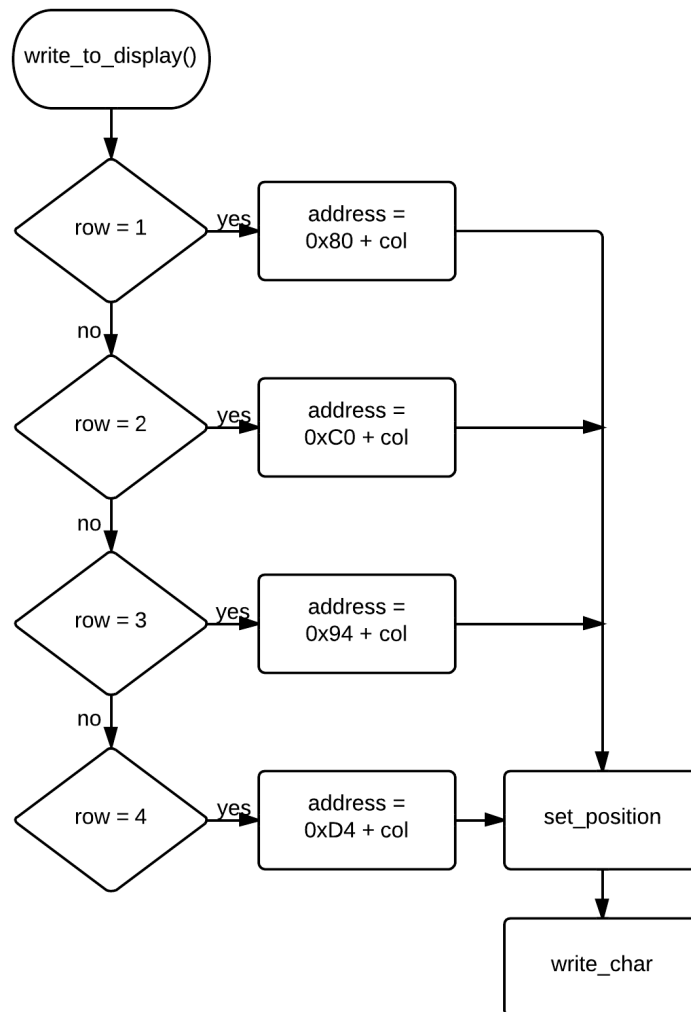 write_to_display()
row = 1
yes
address =
0x80 + col
no
row = 2
yes
address =
0xC0 + col
no
row = 3
yes
address =
0x94 + col
no
row = 4
yes
address =
0xD4 + col
set_position
write_char